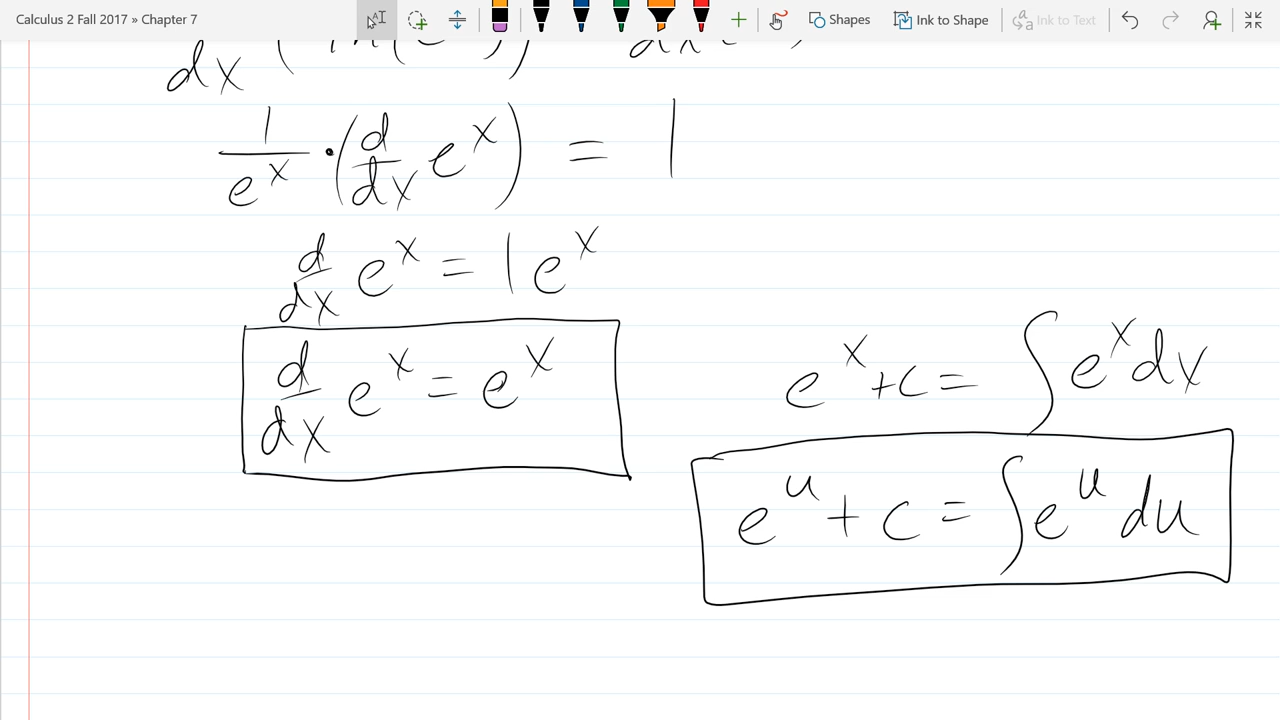 Calculus 2 Fall 2017 » Chapter 7
Shapes
Ink to Shape
Ink to Text
1/e^x · (d/dx e^x) = 1
d/dx e^x = 1 e^x
d/dx e^x = e^x
e^x + c = ∫ e^x dx
e^u + c = ∫ e^u du